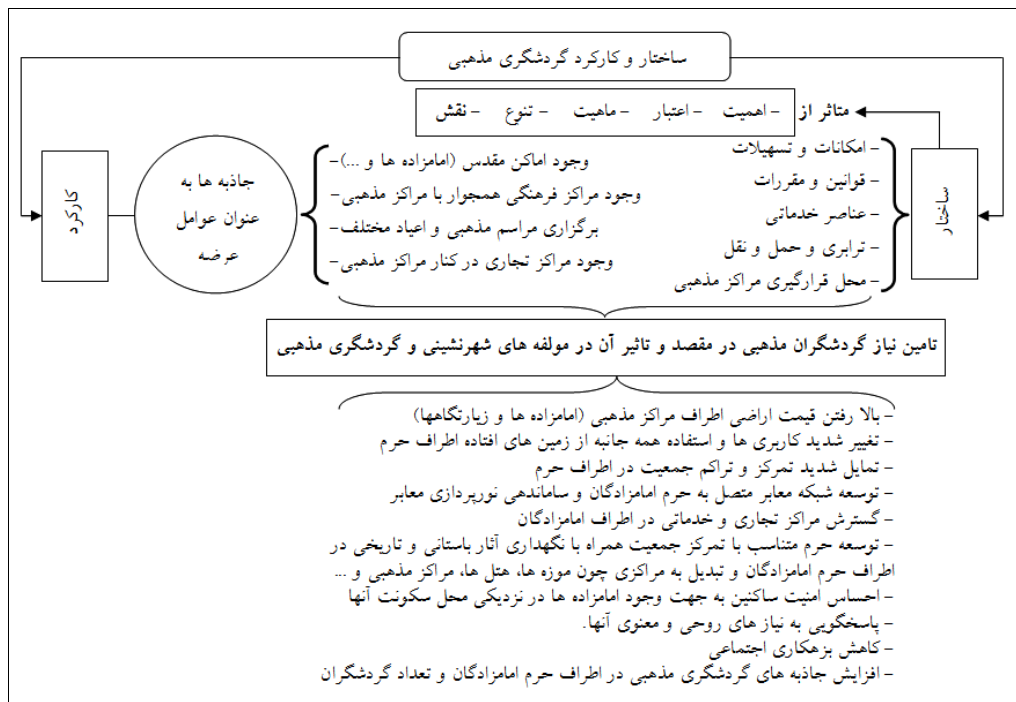 ساختار و کارکرد گردشگری مذهبی
متاثر از - اهمیت - اعتبار - ماهیت - تنوع - نقش
ساختار
- امکانات و تسهیلات
- قوانین و مقررات
- عناصر خدماتی
- ترابری و حمل و نقل
- محل قرارگیری مراکز مذهبی
وجود اماکن مقدس (امامزاده ها و ...)-
وجود مراکز فرهنگی همجوار با مراکز مذهبی-
برگزاری مراسم مذهبی و اعیاد مختلف-
وجود مراکز تجاری در کنار مراکز مذهبی-
جاذبه ها به
عنوان عوامل
عرضه
کارکرد
تامین نیاز گردشگران مذهبی در مقصد و تاثیر آن در مولفه های شهرنشینی و گردشگری مذهبی
- بالا رفتن قیمت اراضی اطراف مراکز مذهبی (امامزاده ها و زیارتگاهها)
- تغییر شدید کاربری ها و استفاده همه جانبه از زمین های افتاده اطراف حرم
- تمایل شدید تمرکز و تراکم جمعیت در اطراف حرم
- توسعه شبکه معابر متصل به حرم امامزادگان و ساماندهی نورپردازی معابر
- گسترش مراکز تجاری و خدماتی در اطراف امامزادگان
- توسعه حرم متناسب با تمرکز جمعیت همراه با نگهداری آثار باستانی و تاریخی در
اطراف حرم امامزادگان و تبدیل به مراکزی چون موزه ها، هتل ها، مراکز مذهبی و ...
- احساس امنیت ساکنین به جهت وجود امامزاده ها در نزدیکی محل سکونت آنها
- پاسخگویی به نیاز های روحی و معنوی آنها.
- کاهش بزهکاری اجتماعی
- افزایش جاذبه های گردشگری مذهبی در اطراف حرم امامزادگان و تعداد گردشگران